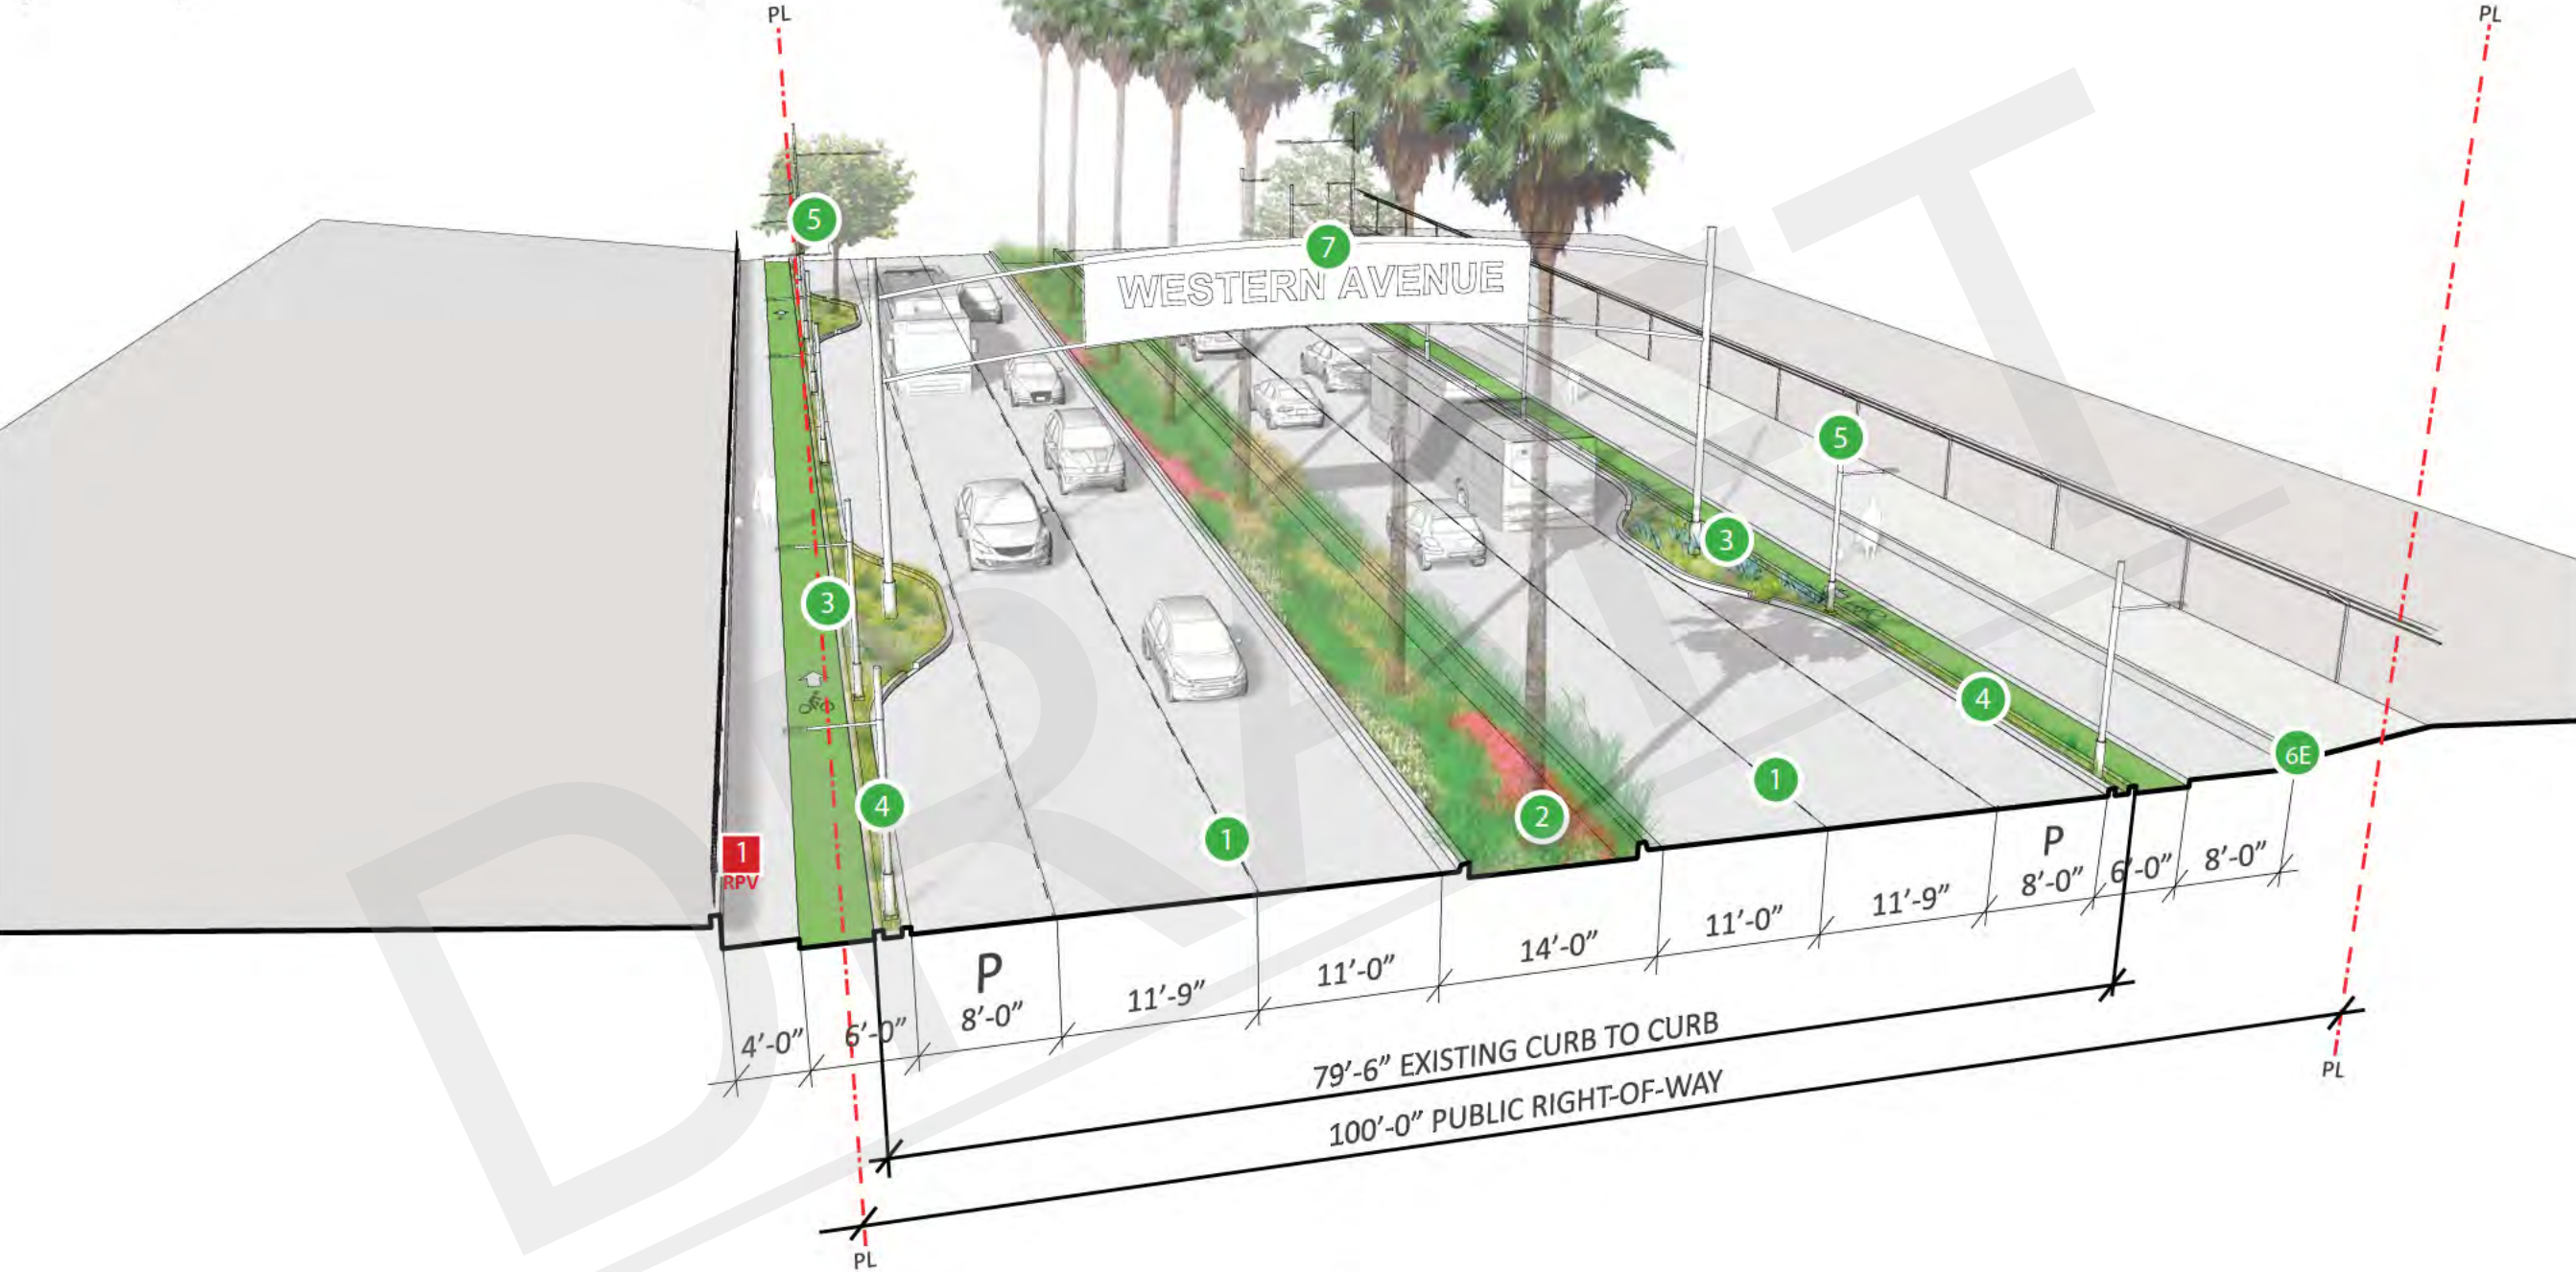 PL
PL
5
7
WESTERN AVENUE
5
3
3
4
4
6E
1
1
2
1
RPV
P
8’-0”
6’-0”
8’-0”
11’-9”
11’-0”
14’-0”
11’-0”
11’-9”
P
8’-0”
6’-0”
4’-0”
79’-6” EXISTING CURB TO CURB
100’-0” PUBLIC RIGHT-OF-WAY
PL
PL
DRAFT